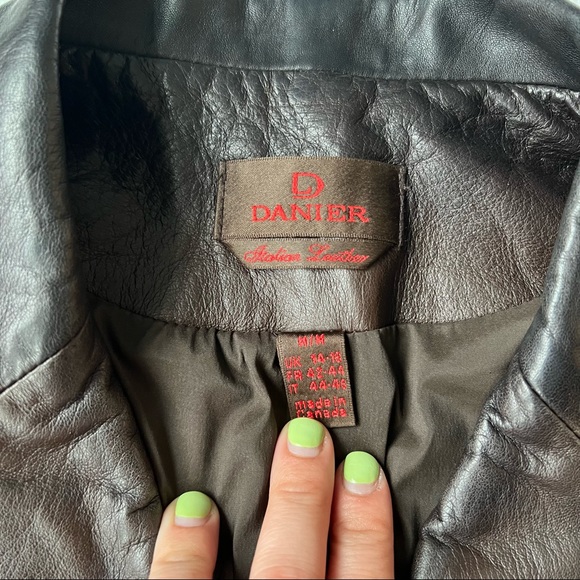 D
DANIER
Italian Leather
M/M
UK 14-16
FR 42-44
IT 44-46
made in
Canada